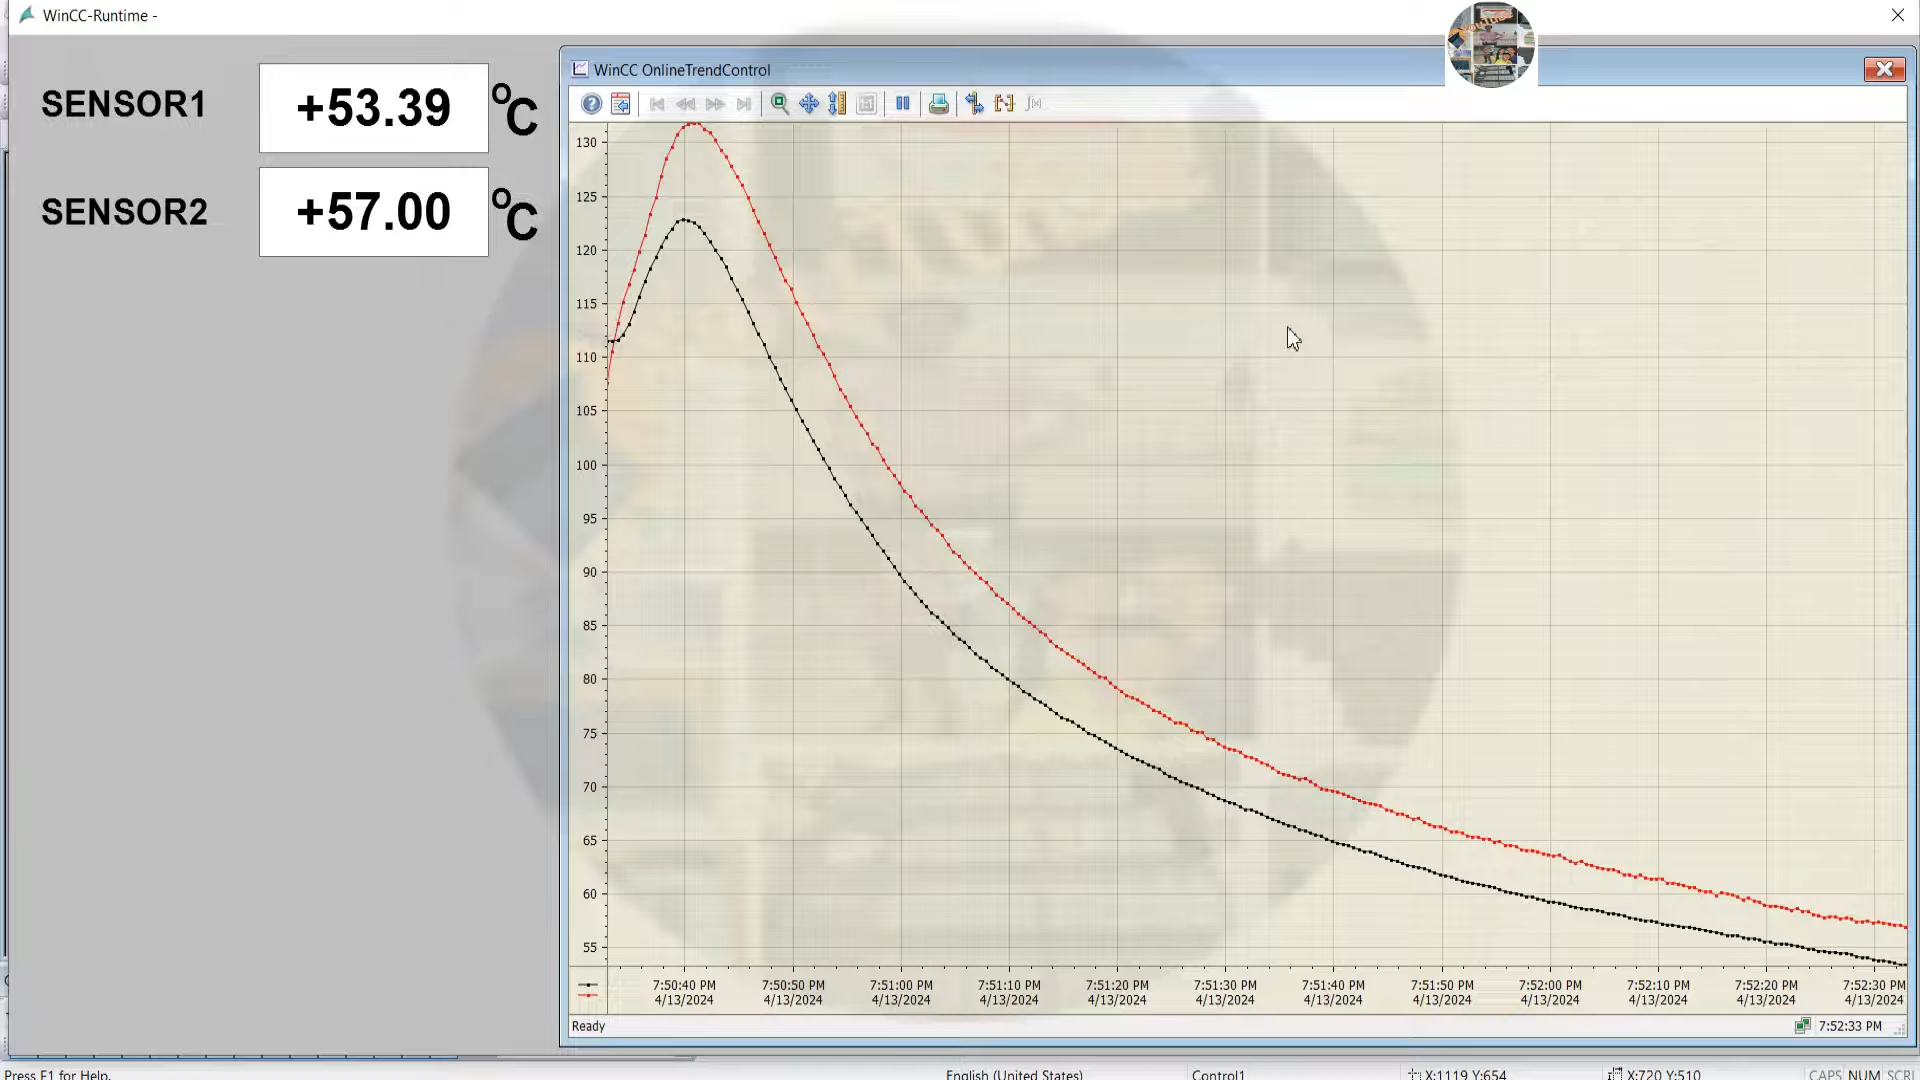 WinCC-Runtime -
SENSOR1
+53.39
°C
SENSOR2
+57.00
°C
WinCC OnlineTrendControl
130
125
120
115
110
105
100
95
90
85
80
75
70
65
60
55
7:50:40 PM 7:50:50 PM 7:51:00 PM 7:51:10 PM 7:51:20 PM 7:51:30 PM 7:51:40 PM 7:51:50 PM 7:52:00 PM 7:52:10 PM 7:52:20 PM 7:52:30 PM
4/13/2024 4/13/2024 4/13/2024 4/13/2024 4/13/2024 4/13/2024 4/13/2024 4/13/2024 4/13/2024 4/13/2024 4/13/2024 4/13/2024
Ready
7:52:33 PM
Press F1 for Help.
English (United States)
Control1
X:1119 Y:654
X:720 Y:510
CAPS NUM SCRL